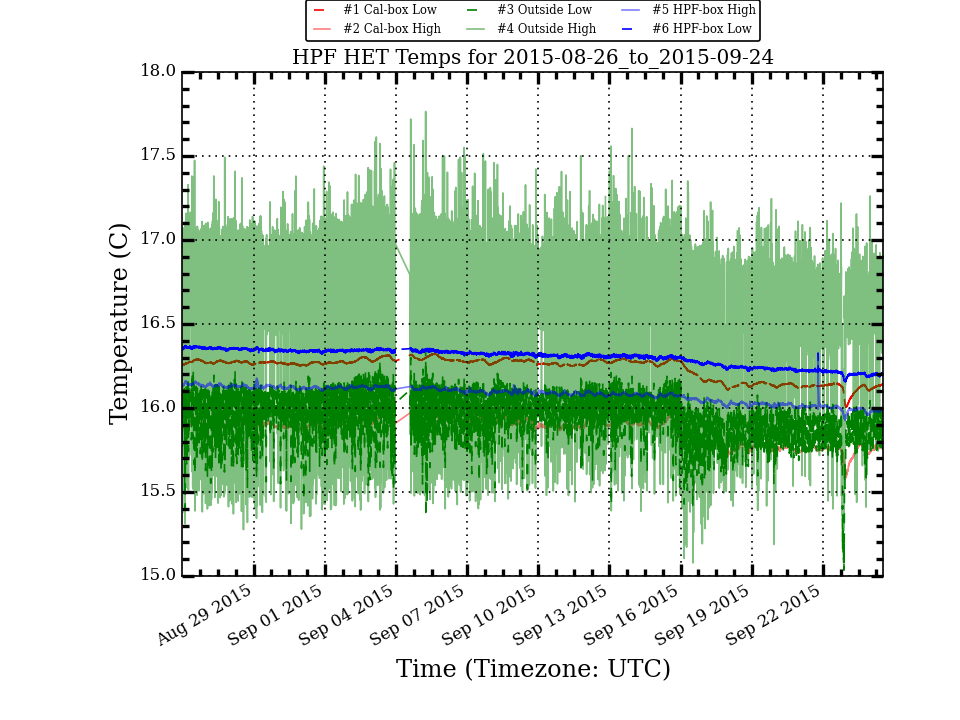 #1 Cal-box Low #3 Outside Low #5 HPF-box High
#2 Cal-box High #4 Outside High #6 HPF-box Low
HPF HET Temps for 2015-08-26_to_2015-09-24
18.0
17.5
17.0
16.5
16.0
15.5
15.0
Temperature (C)
Aug 29 2015 Sep 01 2015 Sep 04 2015 Sep 07 2015 Sep 10 2015 Sep 13 2015 Sep 16 2015 Sep 19 2015 Sep 22 2015
Time (Timezone: UTC)